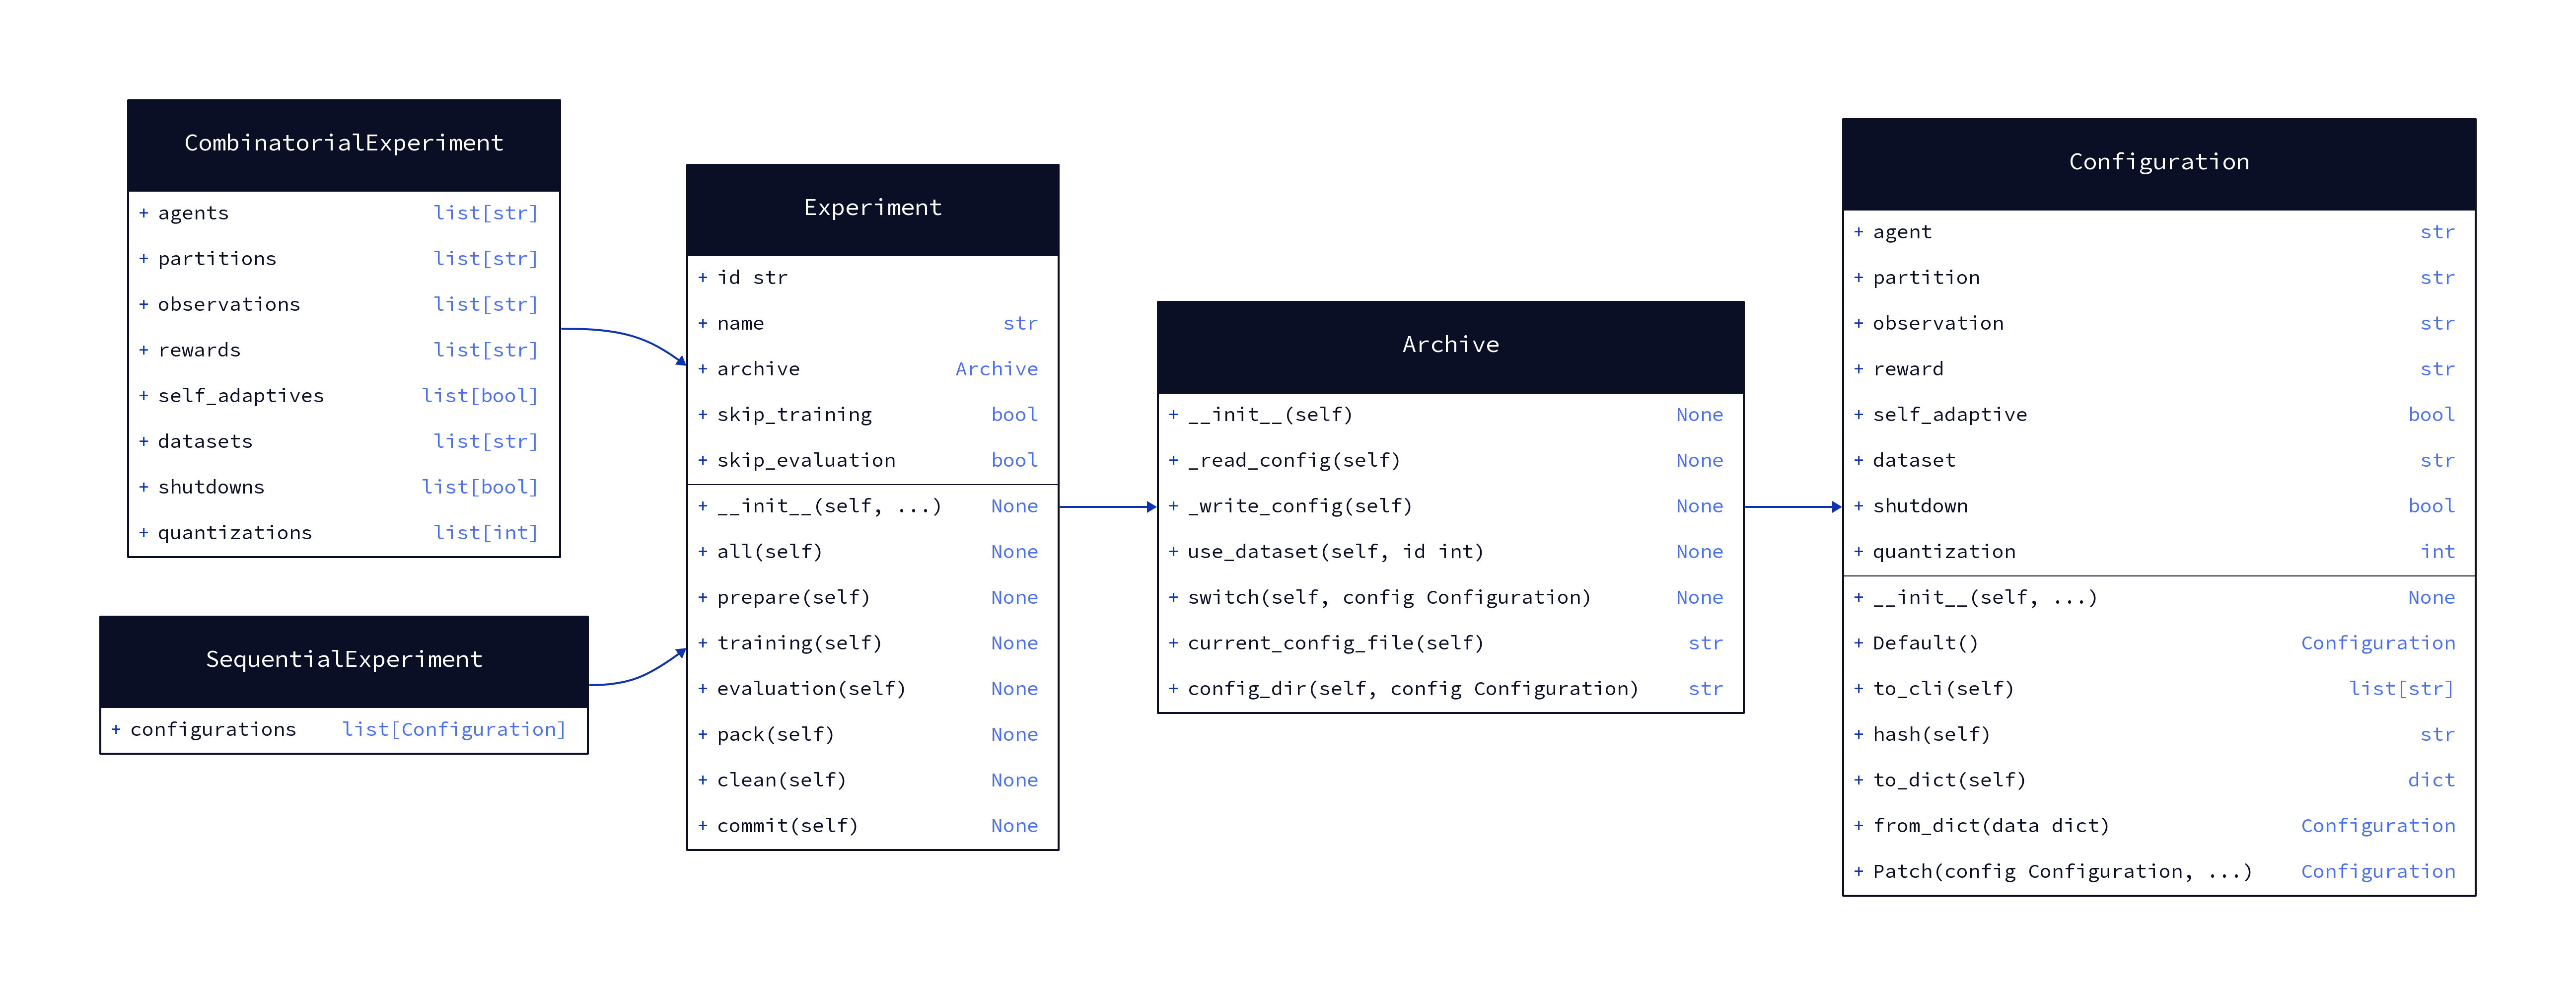 CombinatorialExperiment
+ agents list[str]
+ partitions list[str]
+ observations list[str]
+ rewards list[str]
+ self_adaptives list[bool]
+ datasets list[str]
+ shutdowns list[bool]
+ quantizations list[int]
SequentialExperiment
+ configurations list[Configuration]
Experiment
+ id str
+ name str
+ archive Archive
+ skip_training bool
+ skip_evaluation bool
+ __init__(self, ...) None
+ all(self) None
+ prepare(self) None
+ training(self) None
+ evaluation(self) None
+ pack(self) None
+ clean(self) None
+ commit(self) None
Archive
+ __init__(self) None
+ _read_config(self) None
+ _write_config(self) None
+ use_dataset(self, id int) None
+ switch(self, config Configuration) None
+ current_config_file(self) str
+ config_dir(self, config Configuration) str
Configuration
+ agent str
+ partition str
+ observation str
+ reward str
+ self_adaptive bool
+ dataset str
+ shutdown bool
+ quantization int
+ __init__(self, ...) None
+ Default() Configuration
+ to_cli(self) list[str]
+ hash(self) str
+ to_dict(self) dict
+ from_dict(data dict) Configuration
+ Patch(config Configuration, ...) Configuration